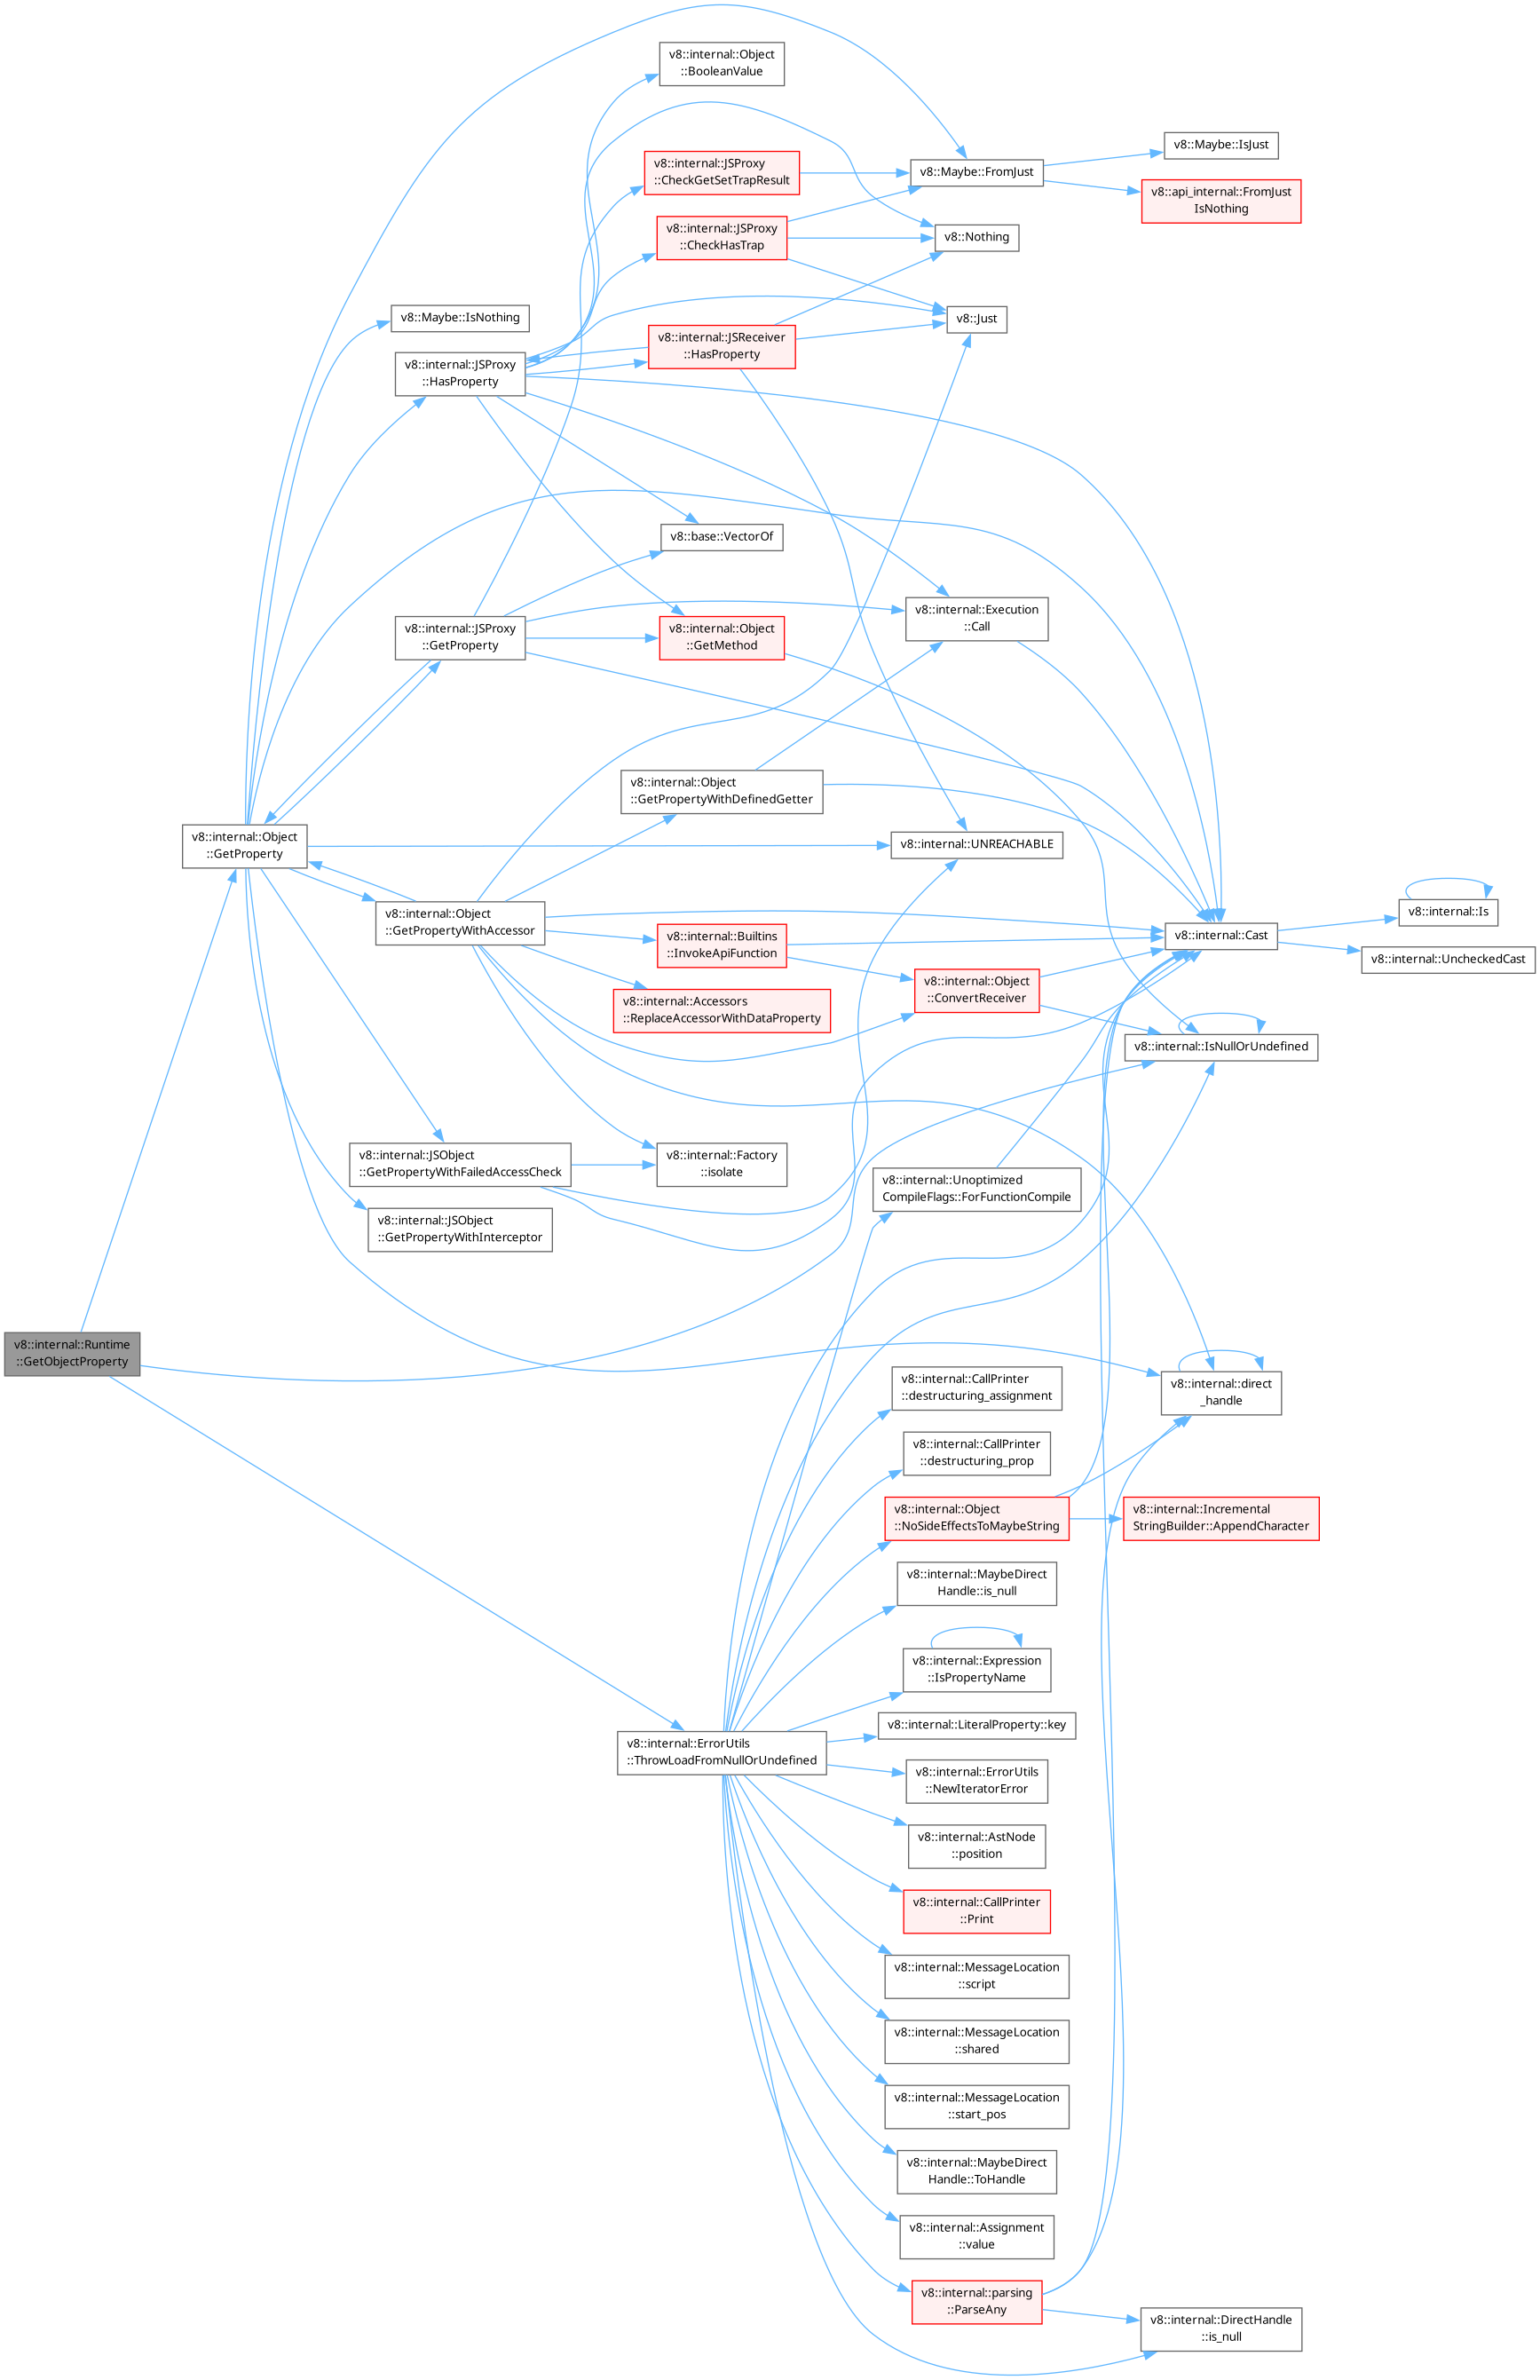 v8::internal::Object
::BooleanValue
v8::Maybe::IsJust
v8::internal::JSProxy
::CheckGetSetTrapResult
v8::Maybe::FromJust
v8::api_internal::FromJust
IsNothing
v8::internal::JSProxy
::CheckHasTrap
v8::Nothing
v8::Maybe::IsNothing
v8::Just
v8::internal::JSReceiver
::HasProperty
v8::internal::JSProxy
::HasProperty
v8::base::VectorOf
v8::internal::Execution
::Call
v8::internal::JSProxy
::GetProperty
v8::internal::Object
::GetMethod
v8::internal::Object
::GetPropertyWithDefinedGetter
v8::internal::Object
::GetProperty
v8::internal::UNREACHABLE
v8::internal::Is
v8::internal::Object
::GetPropertyWithAccessor
v8::internal::Builtins
::InvokeApiFunction
v8::internal::Cast
v8::internal::UncheckedCast
v8::internal::Object
::ConvertReceiver
v8::internal::Accessors
::ReplaceAccessorWithDataProperty
v8::internal::IsNullOrUndefined
v8::internal::JSObject
::GetPropertyWithFailedAccessCheck
v8::internal::Factory
::isolate
v8::internal::Unoptimized
CompileFlags::ForFunctionCompile
v8::internal::JSObject
::GetPropertyWithInterceptor
v8::internal::Runtime
::GetObjectProperty
v8::internal::CallPrinter
::destructuring_assignment
v8::internal::direct
_handle
v8::internal::CallPrinter
::destructuring_prop
v8::internal::Object
::NoSideEffectsToMaybeString
v8::internal::Incremental
StringBuilder::AppendCharacter
v8::internal::MaybeDirect
Handle::is_null
v8::internal::Expression
::IsPropertyName
v8::internal::LiteralProperty::key
v8::internal::ErrorUtils
::ThrowLoadFromNullOrUndefined
v8::internal::ErrorUtils
::NewIteratorError
v8::internal::AstNode
::position
v8::internal::CallPrinter
::Print
v8::internal::MessageLocation
::script
v8::internal::MessageLocation
::shared
v8::internal::MessageLocation
::start_pos
v8::internal::MaybeDirect
Handle::ToHandle
v8::internal::Assignment
::value
v8::internal::parsing
::ParseAny
v8::internal::DirectHandle
::is_null